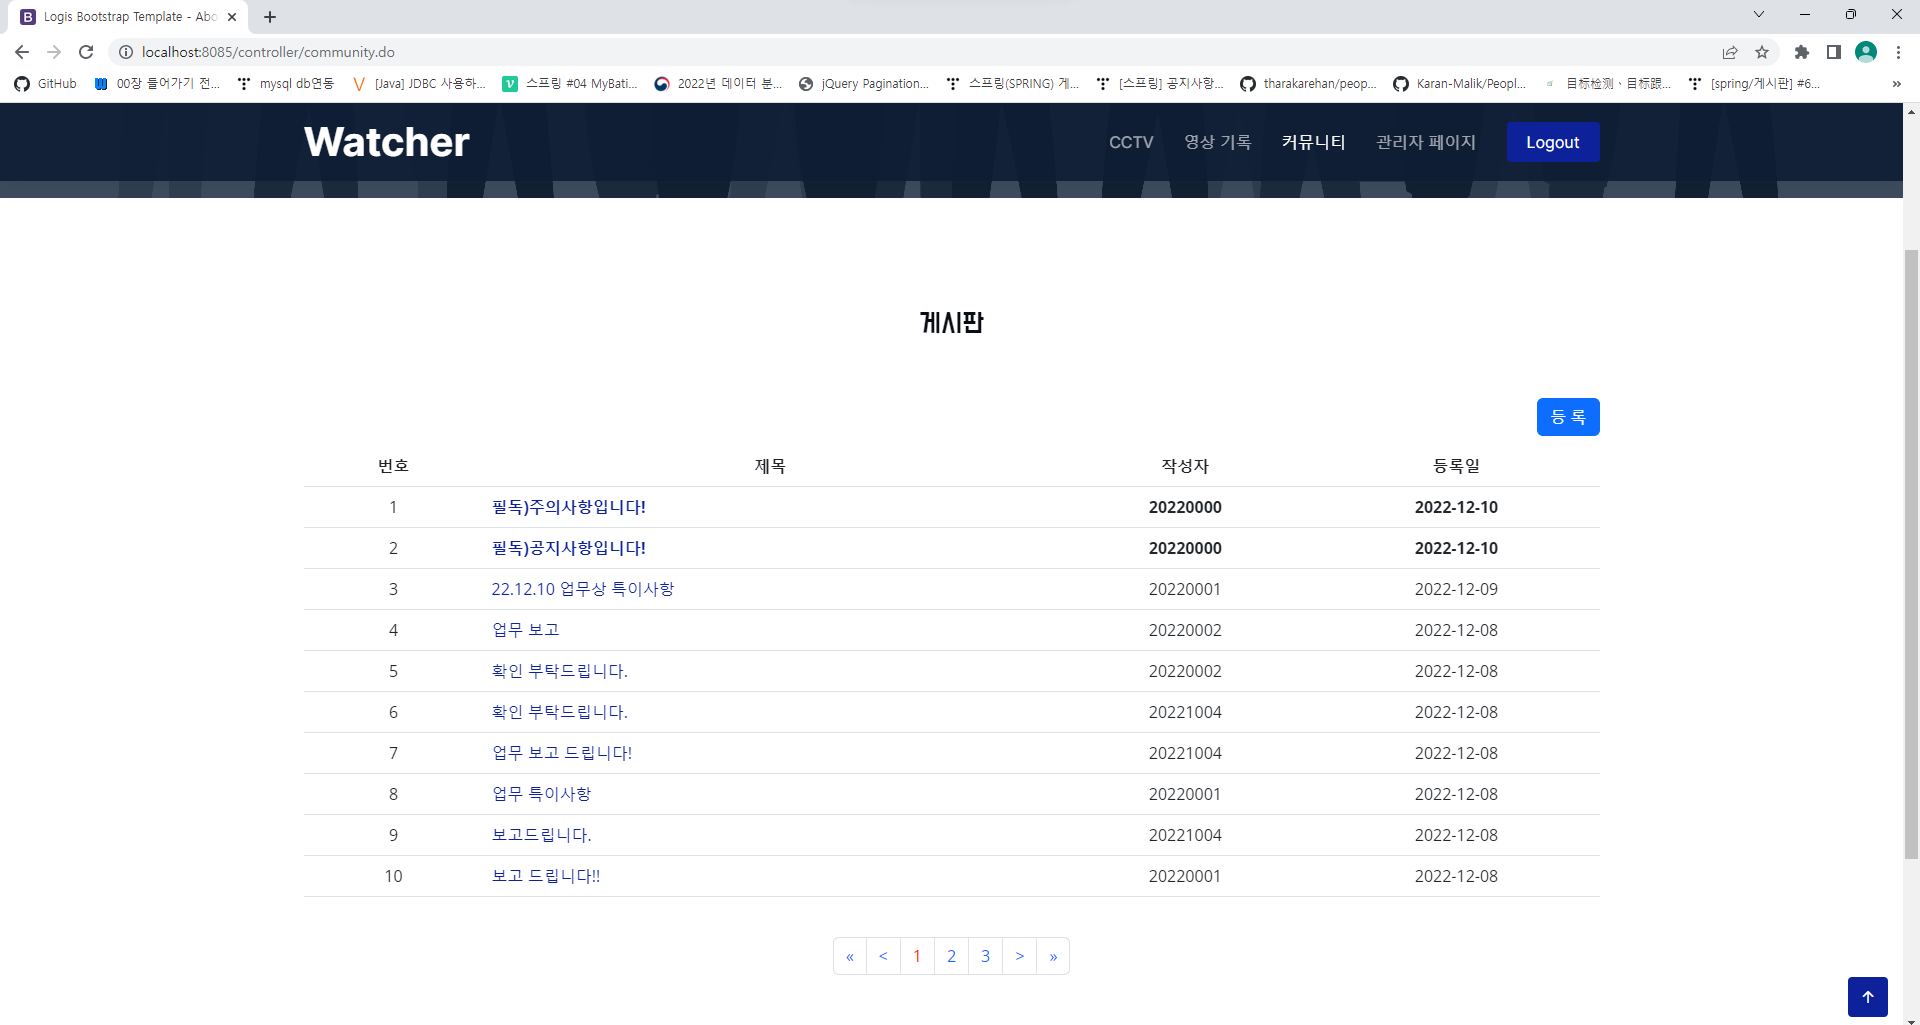 Logis Bootstrap Template - Abo
localhost:8085/controller/community.do
GitHub 00장 들어가기 전... mysql db연동 [Java] JDBC 사용하... 스프링 #04 MyBati... 2022년 데이터 분... jQuery Pagination... 스프링(SPRING) 게... [스프링] 공지사항... tharakarehan/peop... Karan-Malik/Peopl... 目标检测、目标跟... [spring/게시판] #6... »
Watcher CCTV 영상 기록 커뮤니티 관리자 페이지 Logout
게시판
등 록
번호 제목 작성자 등록일
1 필독)주의사항입니다! 20220000 2022-12-10
2 필독)공지사항입니다! 20220000 2022-12-10
3 22.12.10 업무상 특이사항 20220001 2022-12-09
4 업무 보고 20220002 2022-12-08
5 확인 부탁드립니다. 20220002 2022-12-08
6 확인 부탁드립니다. 20221004 2022-12-08
7 업무 보고 드립니다! 20221004 2022-12-08
8 업무 특이사항 20220001 2022-12-08
9 보고드립니다. 20221004 2022-12-08
10 보고 드립니다!! 20220001 2022-12-08
« < 1 2 3 > »